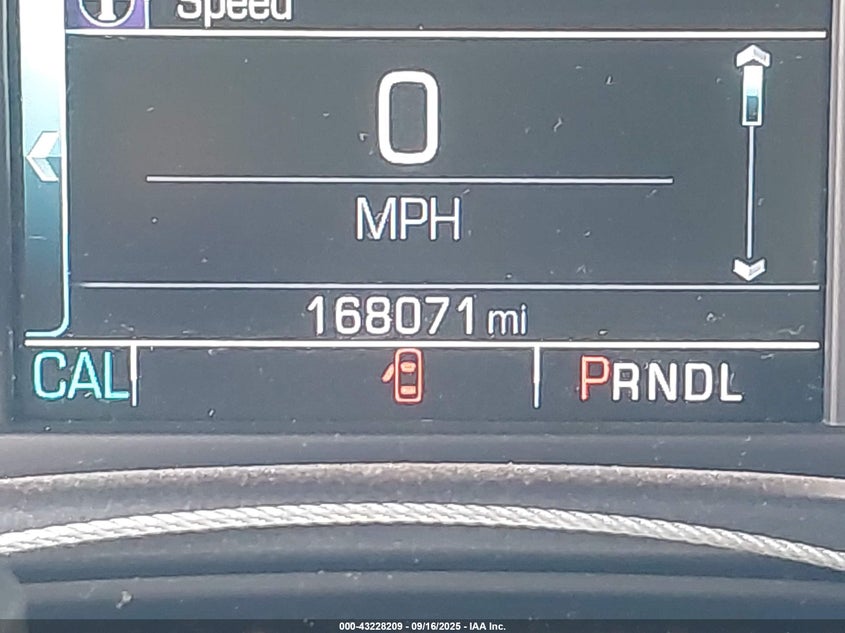 Speed
0
MPH
168071 mi
CAL PRNDL
000-43228209 - 09/16/2025 - IAA Inc.